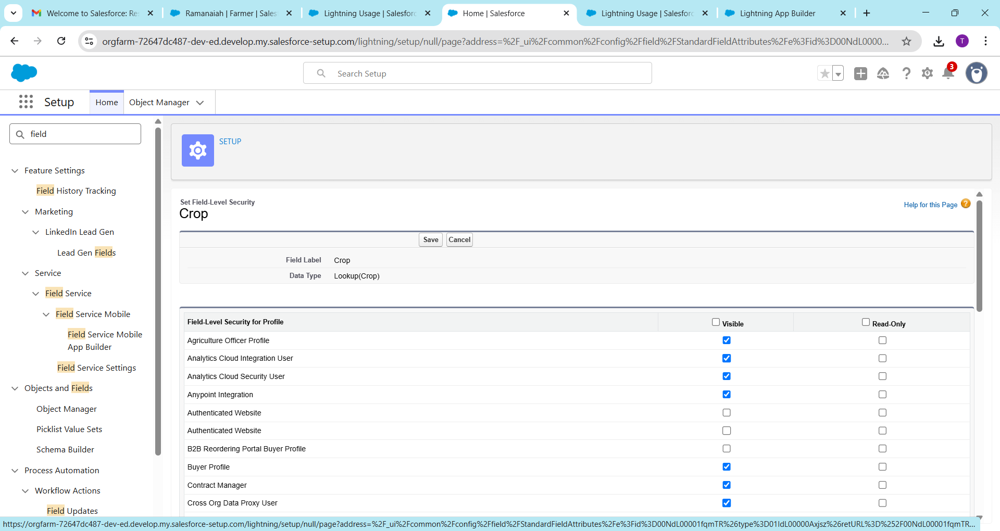 Welcome to Salesforce: Re
Ramanaiah | Farmer | Sales
Lightning Usage | Salesforc
Home | Salesforce
Lightning Usage | Salesforc
Lightning App Builder
orgfarm-72647dc487-dev-ed.develop.my.salesforce-setup.com/lightning/setup/null/page?address=%2F_ui%2Fcommon%2Fconfig%2Ffield%2FStandardFieldAttributes%2Fe%3Fid%3D00NdL0000...
T
Search Setup
3
Setup
Home
Object Manager
field
SETUP
Feature Settings
Field History Tracking
Marketing
LinkedIn Lead Gen
Lead Gen Fields
Service
Field Service
Field Service Mobile
Field Service Mobile
App Builder
Field Service Settings
Objects and Fields
Object Manager
Picklist Value Sets
Schema Builder
Process Automation
Workflow Actions
Field Updates
Set Field-Level Security
Crop
Help for this Page
Save
Cancel
Field Label Crop
Data Type Lookup(Crop)
Field-Level Security for Profile Visible Read-Only
Agriculture Officer Profile
Analytics Cloud Integration User
Analytics Cloud Security User
Anypoint Integration
Authenticated Website
Authenticated Website
B2B Reordering Portal Buyer Profile
Buyer Profile
Contract Manager
Cross Org Data Proxy User
https://orgfarm-72647dc487-dev-ed.develop.my.salesforce-setup.com/lightning/setup/null/page?address=%2F_ui%2Fcommon%2Fconfig%2Ffield%2FStandardFieldAttributes%2Fe%3Fid%3D00NdL00001fqmTR%26type%3D01IdL00000Axjsz%26retURL%3D%252F00NdL00001fqmTR...